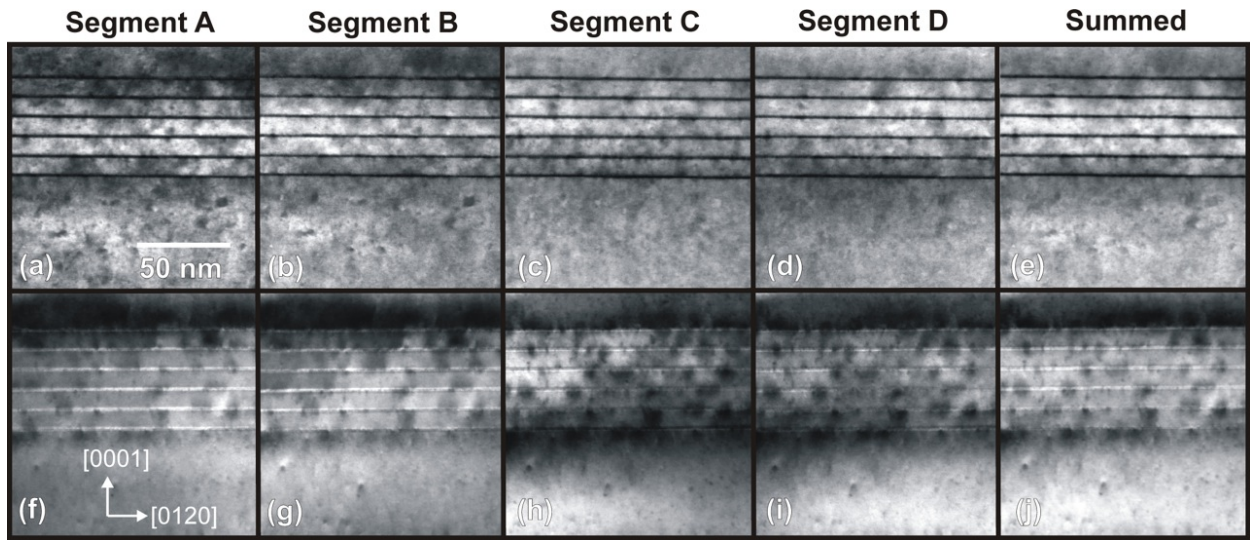 Segment A Segment B Segment C Segment D Summed
(a) 50 nm (b) (c) (d) (e)
[0001]
[0120]
(f) (g) (h) (i) (j)